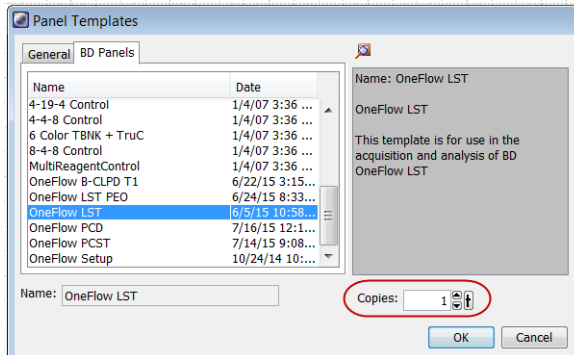 Panel Templates
General BD Panels
Name Date
4-19-4 Control 1/4/07 3:36 ...
4-4-8 Control 1/4/07 3:36 ...
6 Color TBNK + TruC 1/4/07 3:36 ...
8-4-8 Control 1/4/07 3:36 ...
MultiReagentControl 1/4/07 3:36 ...
OneFlow B-CLPD T1 6/22/15 3:15...
OneFlow LST PEO 6/24/15 8:33...
OneFlow LST 6/5/15 10:58...
OneFlow PCD 7/16/15 12:1...
OneFlow PCST 7/14/15 9:08...
OneFlow Setup 10/24/14 10:...
Name: OneFlow LST
Name: OneFlow LST
OneFlow LST
This template is for use in the
acquisition and analysis of BD
OneFlow LST
Copies: 1
OK Cancel